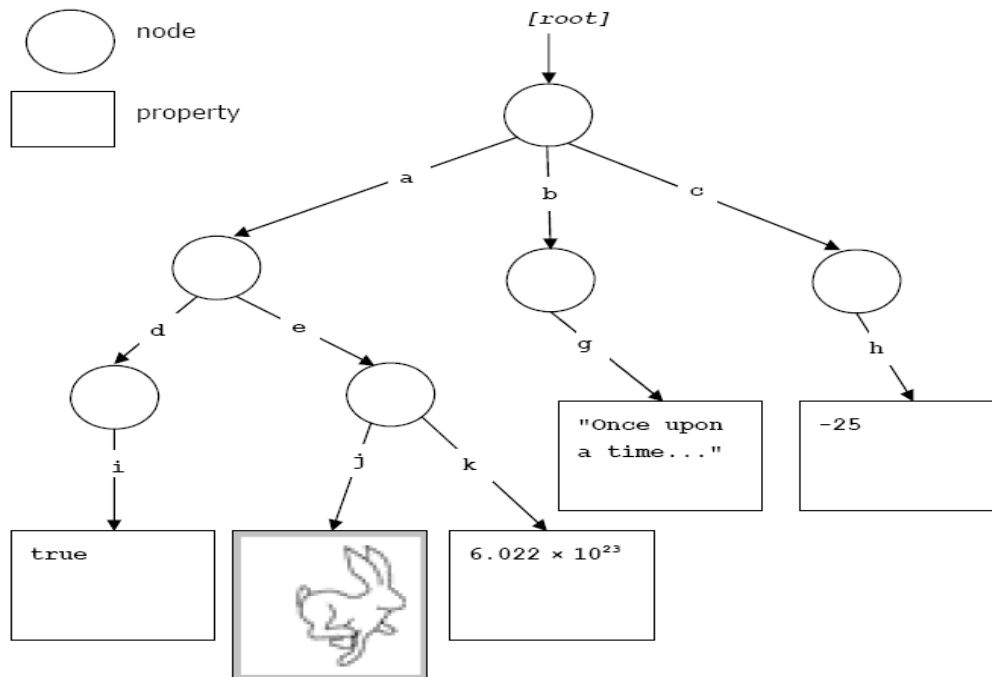 node
[root]
property
a
b
c
d
e
g
h
"Once upon
a time..."
-25
i
j
k
true
6.022 × 10²³